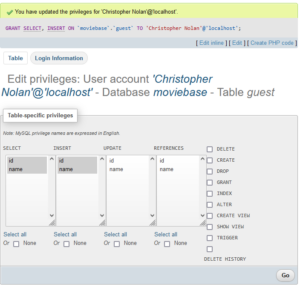 You have updated the privileges for 'Christopher Nolan'@'localhost'.
GRANT SELECT, INSERT ON `moviebase`.`guest` TO 'Christopher Nolan'@'localhost';
[ Edit inline ] [ Edit ] [ Create PHP code ]
Table Login Information
Edit privileges: User account 'Christopher
Nolan'@'localhost' - Database moviebase - Table guest
Table-specific privileges
Note: MySQL privilege names are expressed in English.
SELECT INSERT UPDATE REFERENCES
id id id id
name name name name
Select all Select all Select all Select all
Or None Or None Or None Or None
DELETE
CREATE
DROP
GRANT
INDEX
ALTER
CREATE VIEW
SHOW VIEW
TRIGGER
DELETE HISTORY
Go